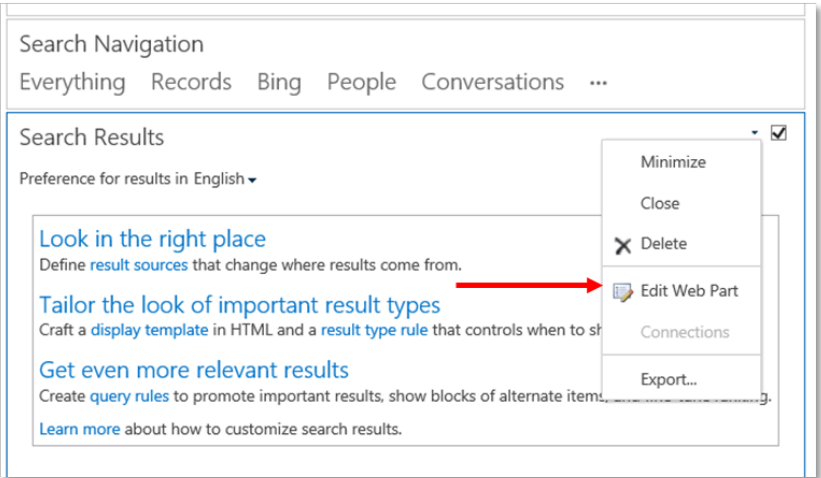 Search Navigation
Everything Records Bing People Conversations ...
Search Results
Preference for results in English
Minimize
Close
Delete
Edit Web Part
Connections
Export...
Look in the right place
Define result sources that change where results come from.
Tailor the look of important result types
Craft a display template in HTML and a result type rule that controls when to
Get even more relevant results
Create query rules to promote important results, show blocks of alternate items,
Learn more about how to customize search results.